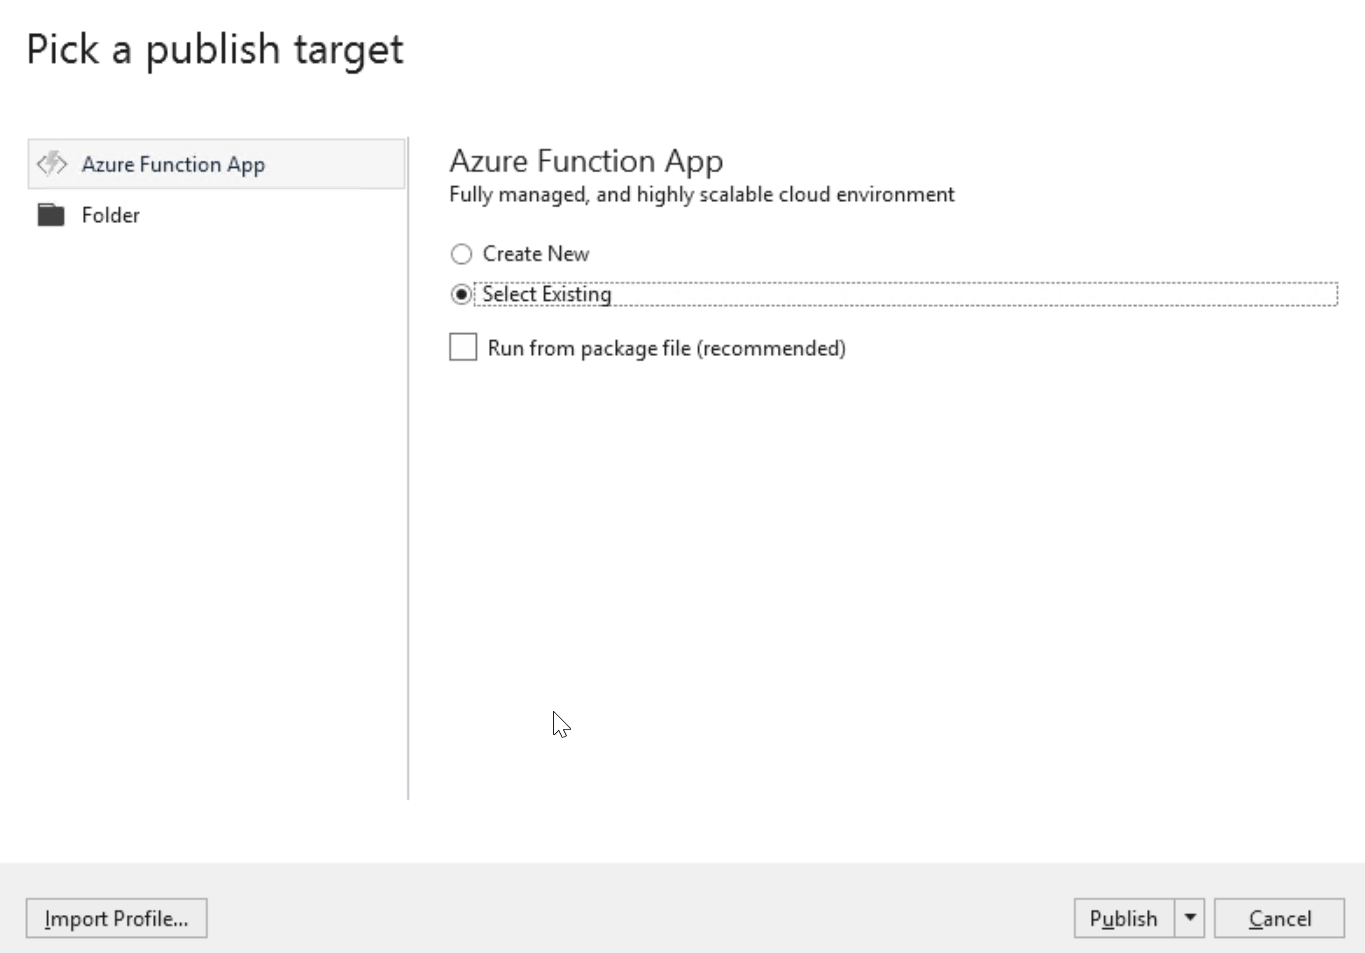 Pick a publish target
Azure Function App
Folder
Azure Function App
Fully managed, and highly scalable cloud environment
Create New
Select Existing
Run from package file (recommended)
Import Profile...
Publish
Cancel